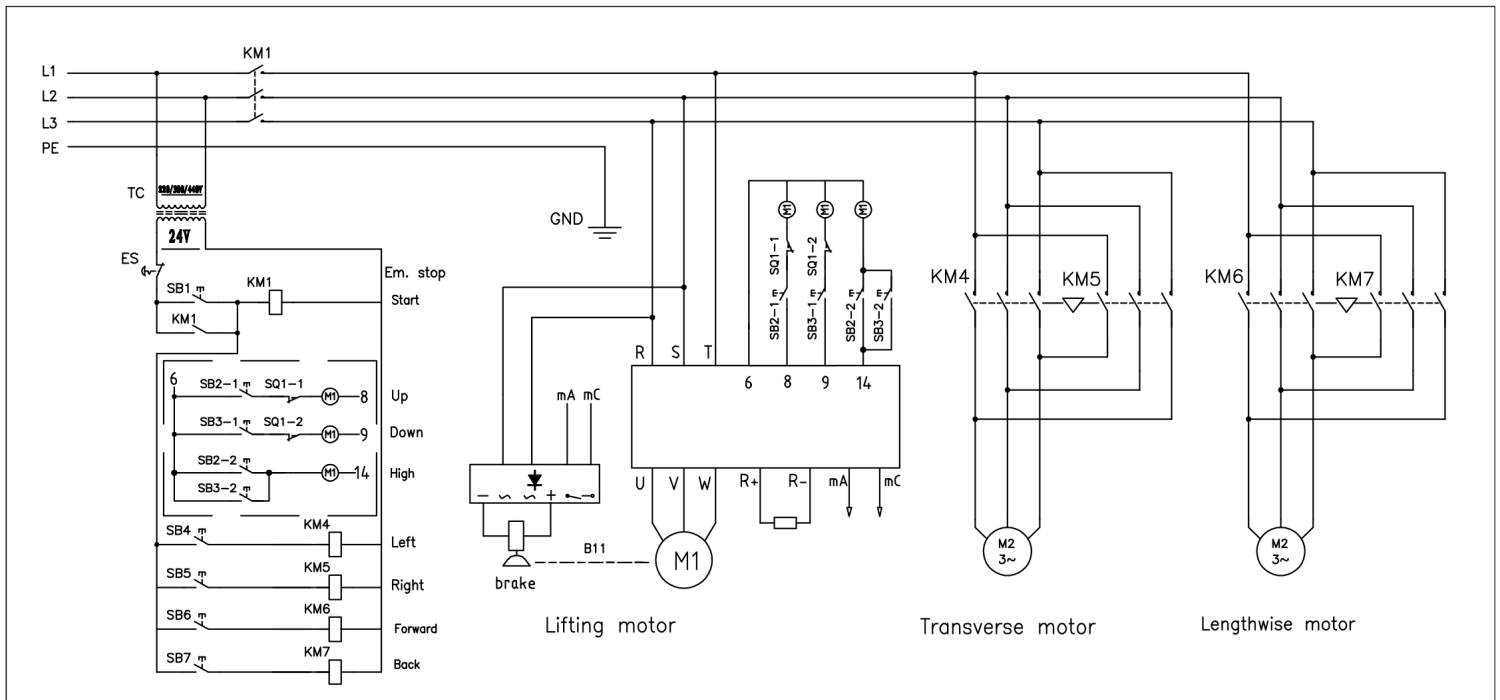 KM1
L1
L2
L3
PE
TC
220/380/440V
24V
GND
ES
Em. stop
SB1 KM1 Start
KM1
6
SB2-1 SQ1-1 M1 8 Up
SB3-1 SQ1-2 M1 9 Down
SB2-2 M1 14 High
SB3-2
SB4 KM4 Left
SB5 KM5 Right
SB6 KM6 Forward
SB7 KM7 Back
M1 M1 M1
SQ1-1 SQ1-2
SB2-1 SB3-1 SB2-2 SB3-2
R S T 6 8 9 14
mA mC
U V W R+ R- mA mC
B11
M1
brake
Lifting motor
KM4 KM5
M2
3~
Transverse motor
KM6 KM7
M2
3~
Lengthwise motor